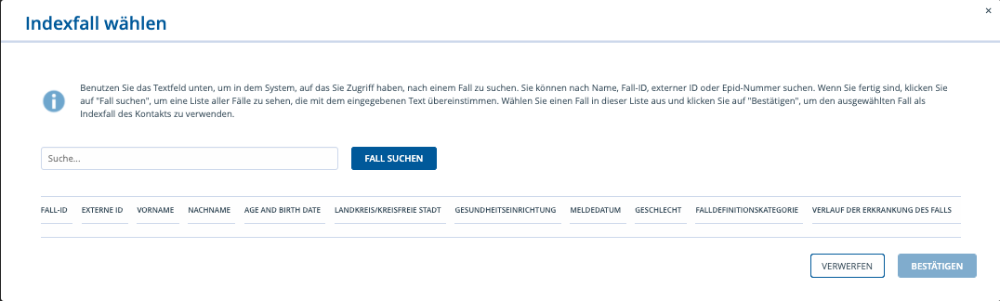 ×
Indexfall wählen
Benutzen Sie das Textfeld unten, um in dem System, auf das Sie Zugriff haben, nach einem Fall zu suchen. Sie können nach Name, Fall-ID, externer ID oder Epid-Nummer suchen. Wenn Sie fertig sind, klicken Sie
auf "Fall suchen", um eine Liste aller Fälle zu sehen, die mit dem eingegebenen Text übereinstimmen. Wählen Sie einen Fall in dieser Liste aus und klicken Sie auf "Bestätigen", um den ausgewählten Fall als
Indexfall des Kontakts zu verwenden.
Suche... FALL SUCHEN
FALL-ID EXTERNE ID VORNAME NACHNAME AGE AND BIRTH DATE LANDKREIS/KREISFREIE STADT GESUNDHEITSEINRICHTUNG MELDEDATUM GESCHLECHT FALLDEFINITIONSKATEGORIE VERLAUF DER ERKRANKUNG DES FALLS
VERWERFEN BESTÄTIGEN